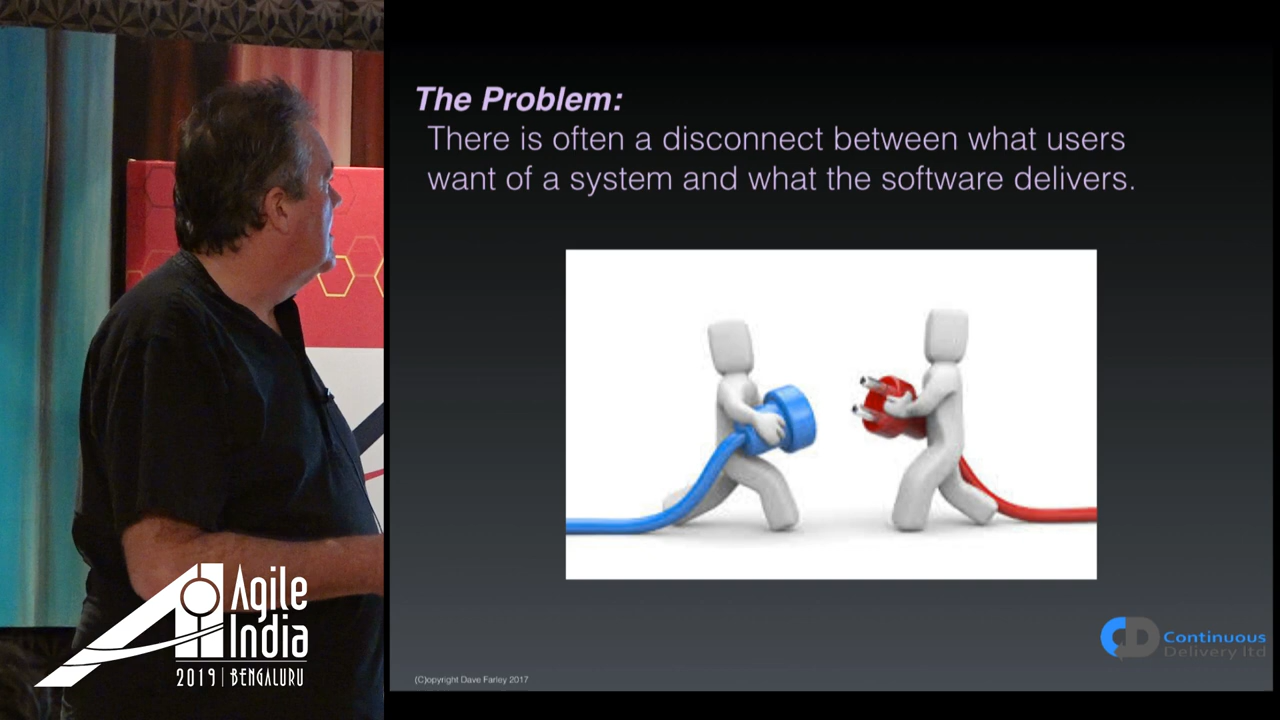 The Problem:
There is often a disconnect between what users
want of a system and what the software delivers.
CD Continuous
Delivery ltd
(C)opyright Dave Farley 2017
Agile
India
2019 | BENGALURU